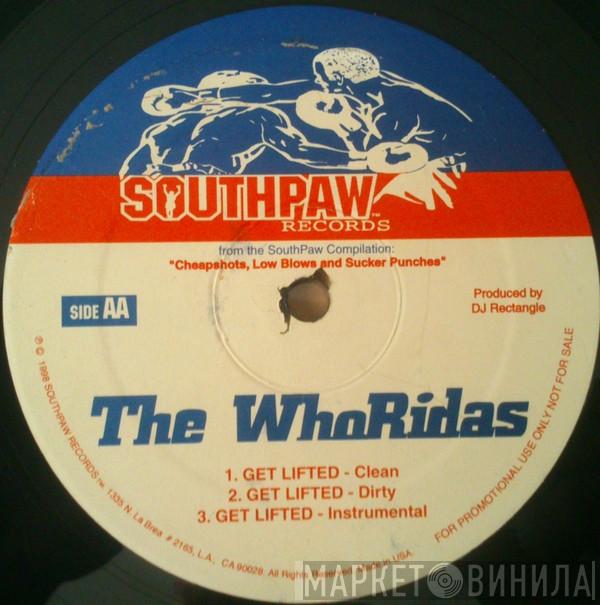 SOUTHPAW™
RECORDS
from the SouthPaw Compilation:
"Cheapshots, Low Blows and Sucker Punches"
SIDE AA
Produced by
DJ Rectangle
The WhoRidas
1. GET LIFTED - Clean
2. GET LIFTED - Dirty
3. GET LIFTED - Instrumental
℗ © 1998 SOUTHPAW RECORDS™ 1335 N. La Brea # 2165, L.A., CA 90028. All Rights Reserved. Made in USA.
FOR PROMOTIONAL USE ONLY NOT FOR SALE
МАРКЕТ ВИНИЛА